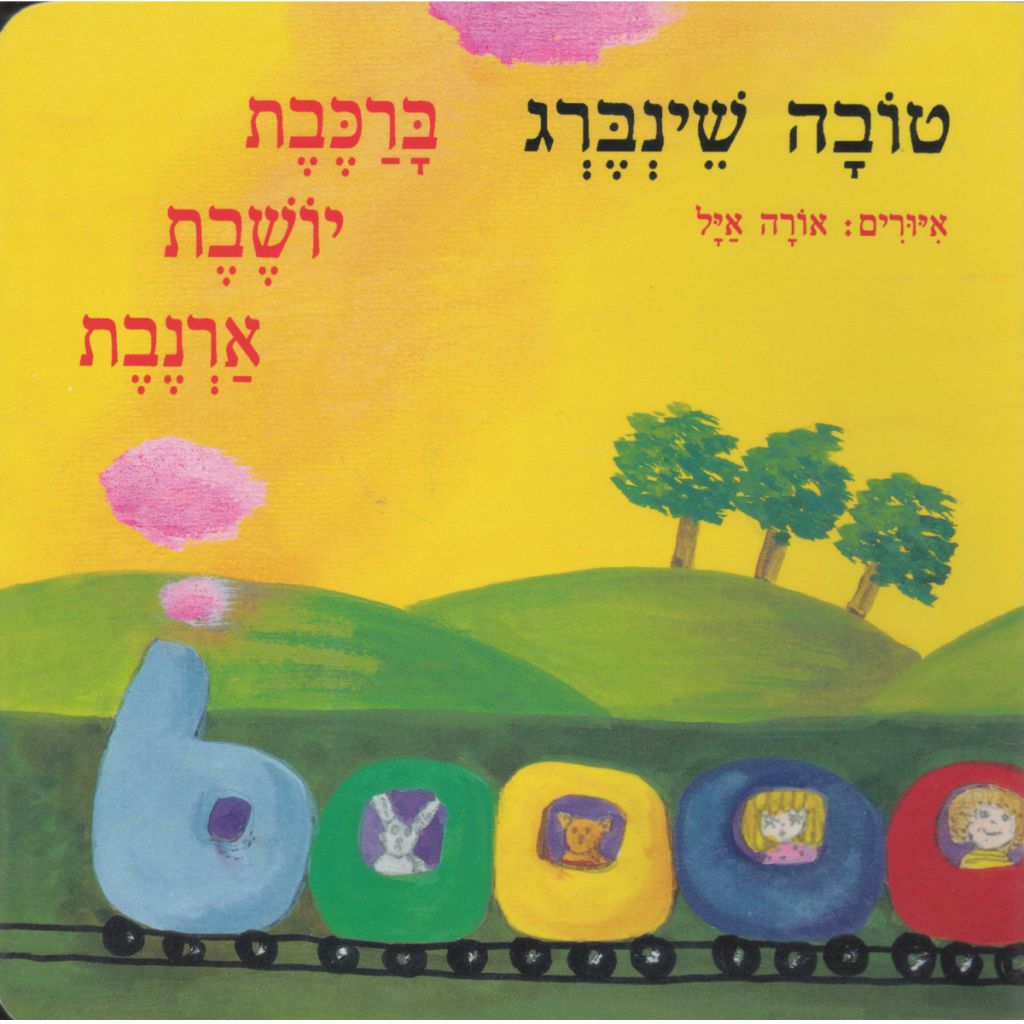 טוֹבָה שֵׁינְבֶּרְג
אִיּוּרִים: אוֹרָה אַיָּל
בָּרַכֶּבֶת
יוֹשֶׁבֶת
אַרְנֶבֶת